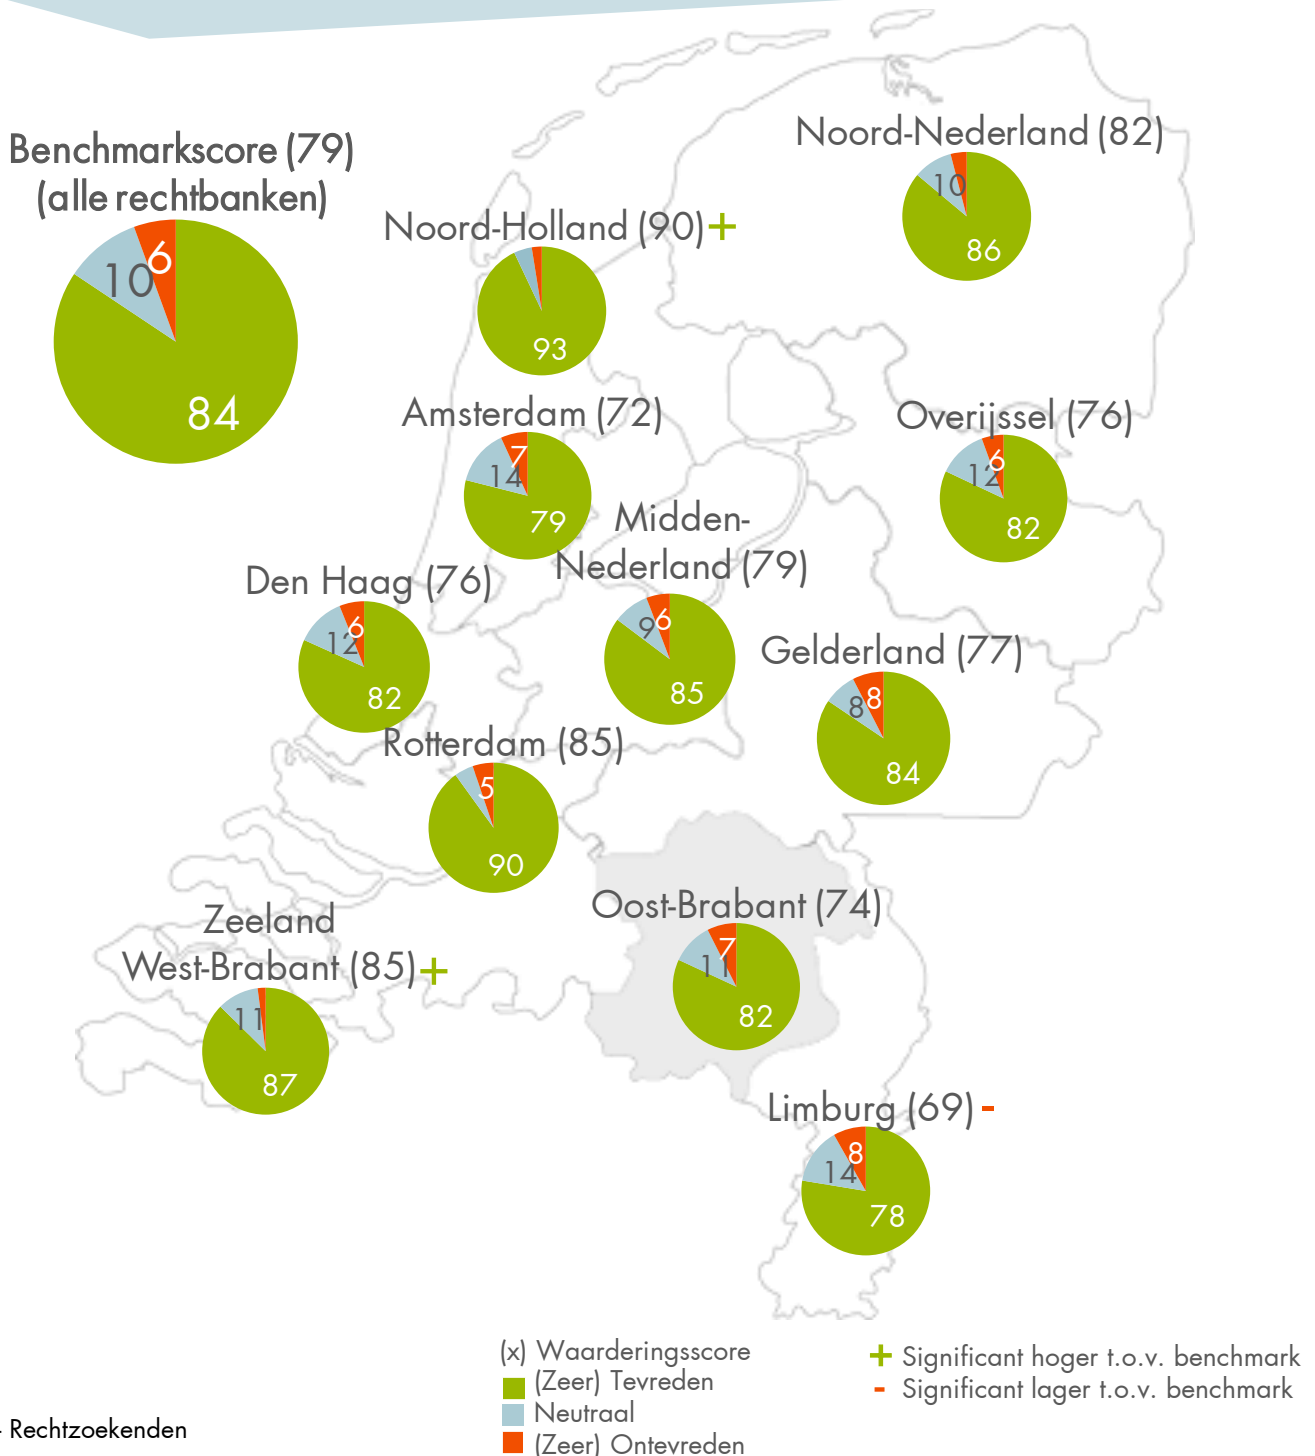 Benchmarkscore (79)
(alle rechtbanken)
10
6
84
Noord-Nederland (82)
10
86
Noord-Holland (90) +
93
Amsterdam (72)
14
7
79
Overijssel (76)
12
6
82
Midden-
Nederland (79)
9
6
85
Den Haag (76)
12
6
82
Gelderland (77)
8
8
84
Rotterdam (85)
5
90
Oost-Brabant (74)
11
7
82
Zeeland
West-Brabant (85) +
11
87
Limburg (69) -
14
8
78
(x) Waarderingsscore
(Zeer) Tevreden
Neutraal
(Zeer) Ontevreden
+ Significant hoger t.o.v. benchmark
- Significant lager t.o.v. benchmark
Rechtzoekenden